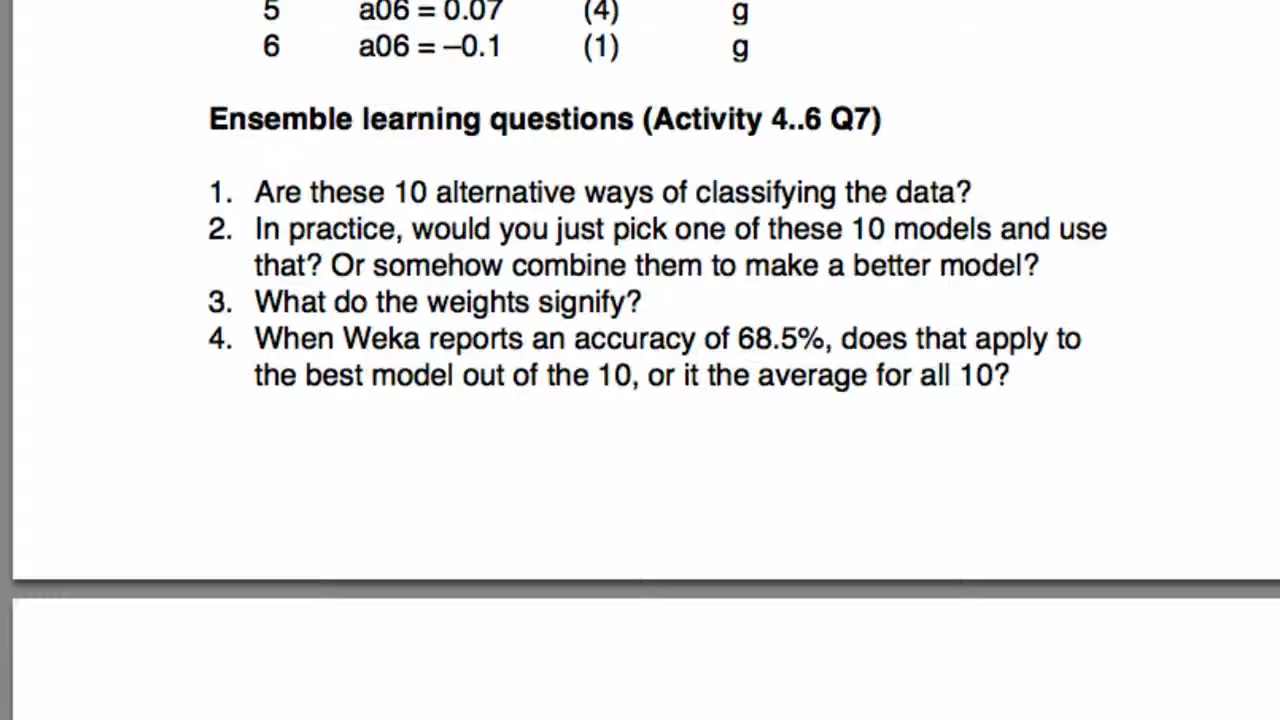 5 a06 = 0.07 (4) g
6 a06 = –0.1 (1) g
Ensemble learning questions (Activity 4..6 Q7)
1. Are these 10 alternative ways of classifying the data?
2. In practice, would you just pick one of these 10 models and use
that? Or somehow combine them to make a better model?
3. What do the weights signify?
4. When Weka reports an accuracy of 68.5%, does that apply to
the best model out of the 10, or it the average for all 10?